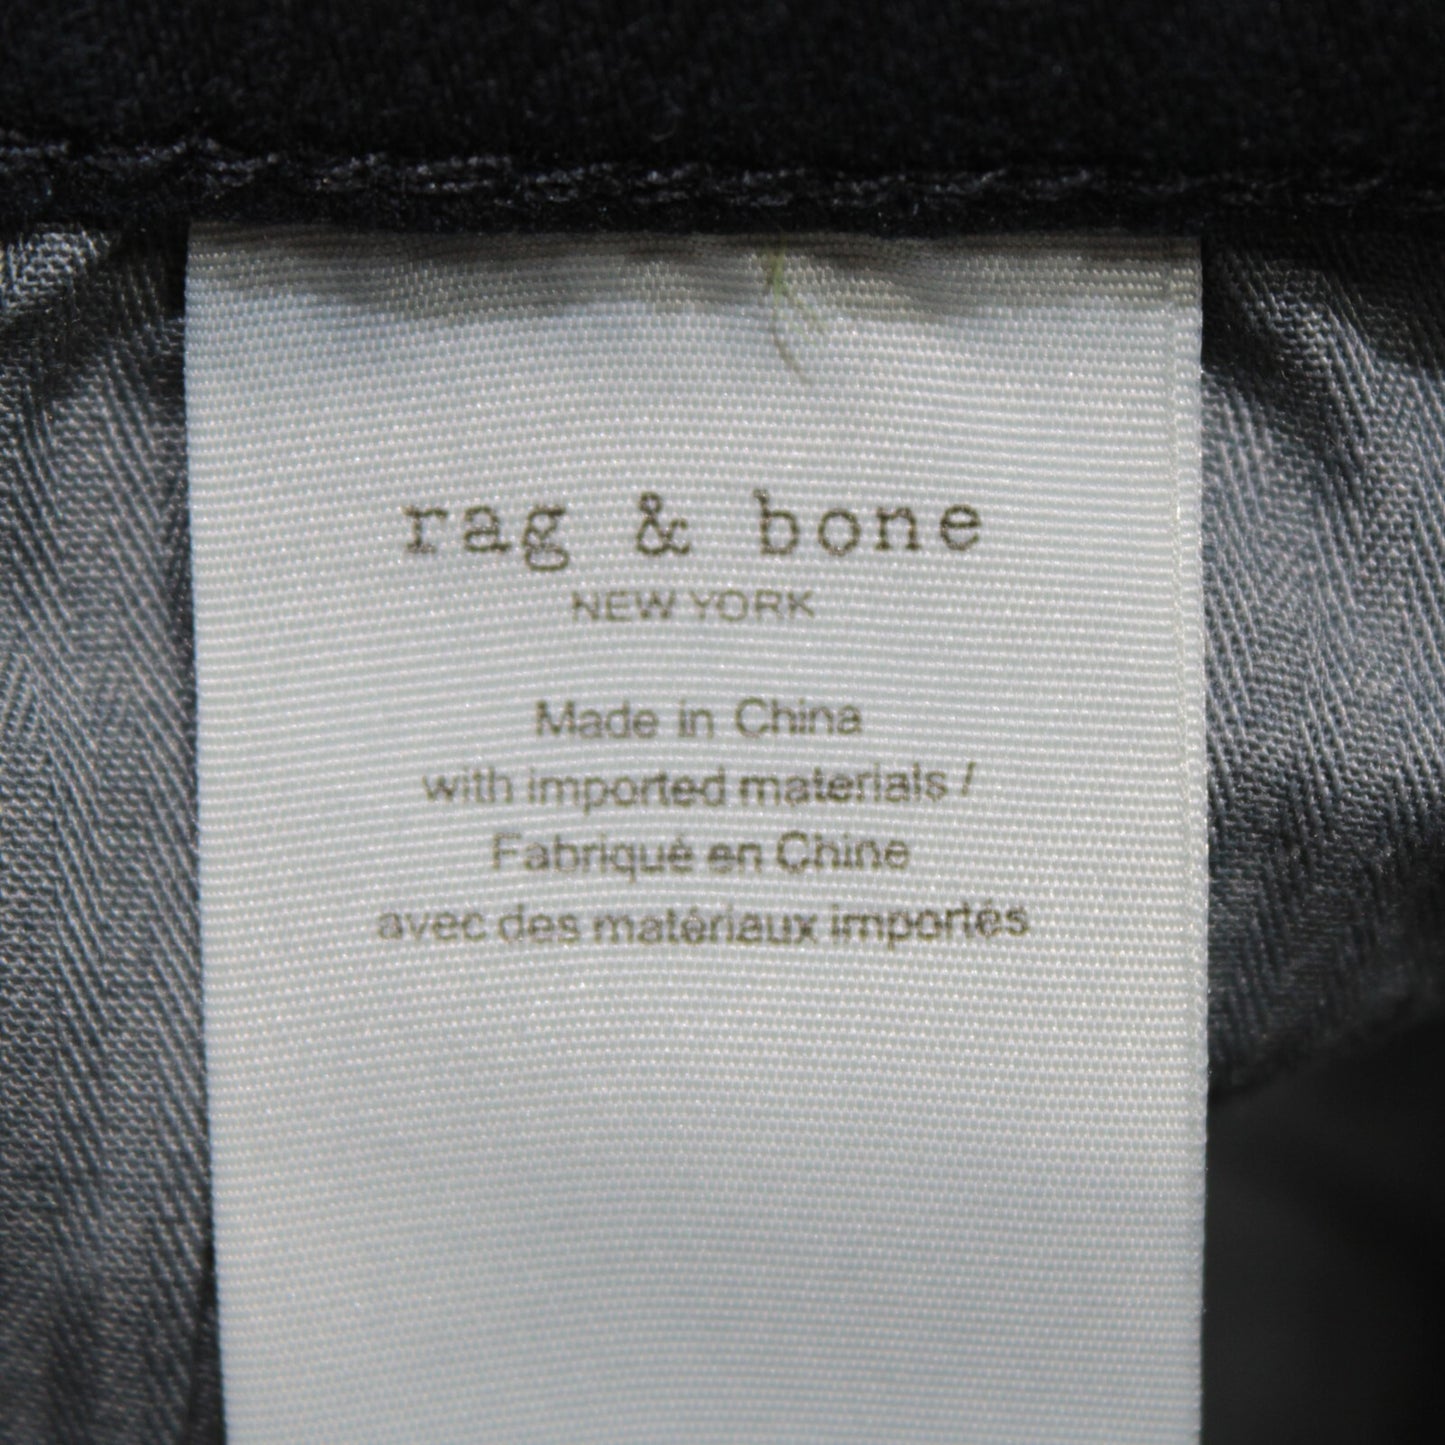 rag & bone
NEW YORK
Made in China
with imported materials /
Fabriqué en Chine
avec des matériaux importés